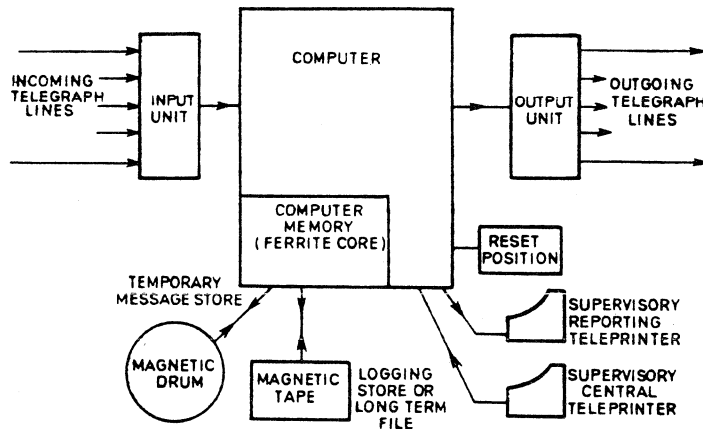 COMPUTER
INCOMING
TELEGRAPH
LINES
INPUT
UNIT
OUTPUT
UNIT
OUTGOING
TELEGRAPH
LINES
COMPUTER
MEMORY
(FERRITE CORE)
RESET
POSITION
TEMPORARY
MESSAGE STORE
MAGNETIC
DRUM
MAGNETIC
TAPE
LOGGING
STORE OR
LONG TERM
FILE
SUPERVISORY
REPORTING
TELEPRINTER
SUPERVISORY
CENTRAL
TELEPRINTER